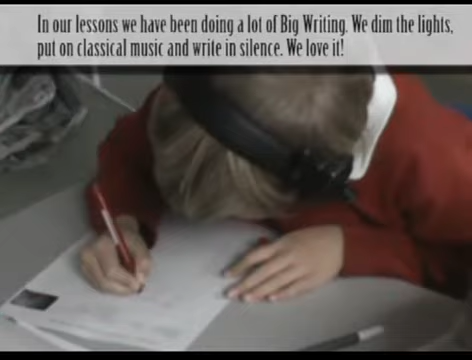 In our lessons we have been doing a lot of Big Writing. We dim the lights,
put on classical music and write in silence. We love it!